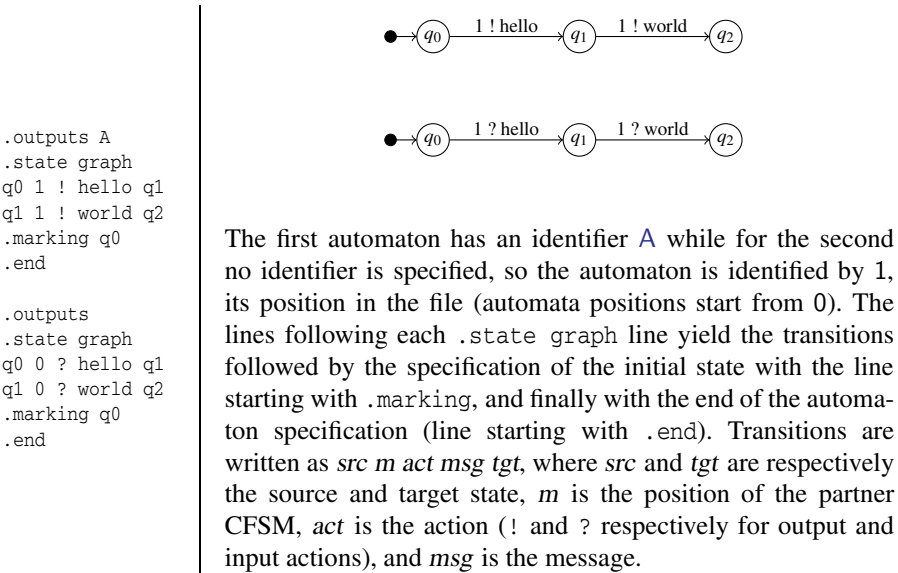 .outputs A
.state graph
q0 1 ! hello q1
q1 1 ! world q2
.marking q0
.end
.outputs
.state graph
q0 0 ? hello q1
q1 0 ? world q2
.marking q0
.end
q0 1 ! hello q1 1 ! world q2
q0 1 ? hello q1 1 ? world q2
The first automaton has an identifier A while for the second
no identifier is specified, so the automaton is identified by 1,
its position in the file (automata positions start from 0). The
lines following each .state graph line yield the transitions
followed by the specification of the initial state with the line
starting with .marking, and finally with the end of the automa-
ton specification (line starting with .end). Transitions are
written as src m act msg tgt, where src and tgt are respectively
the source and target state, m is the position of the partner
CFSM, act is the action (! and ? respectively for output and
input actions), and msg is the message.